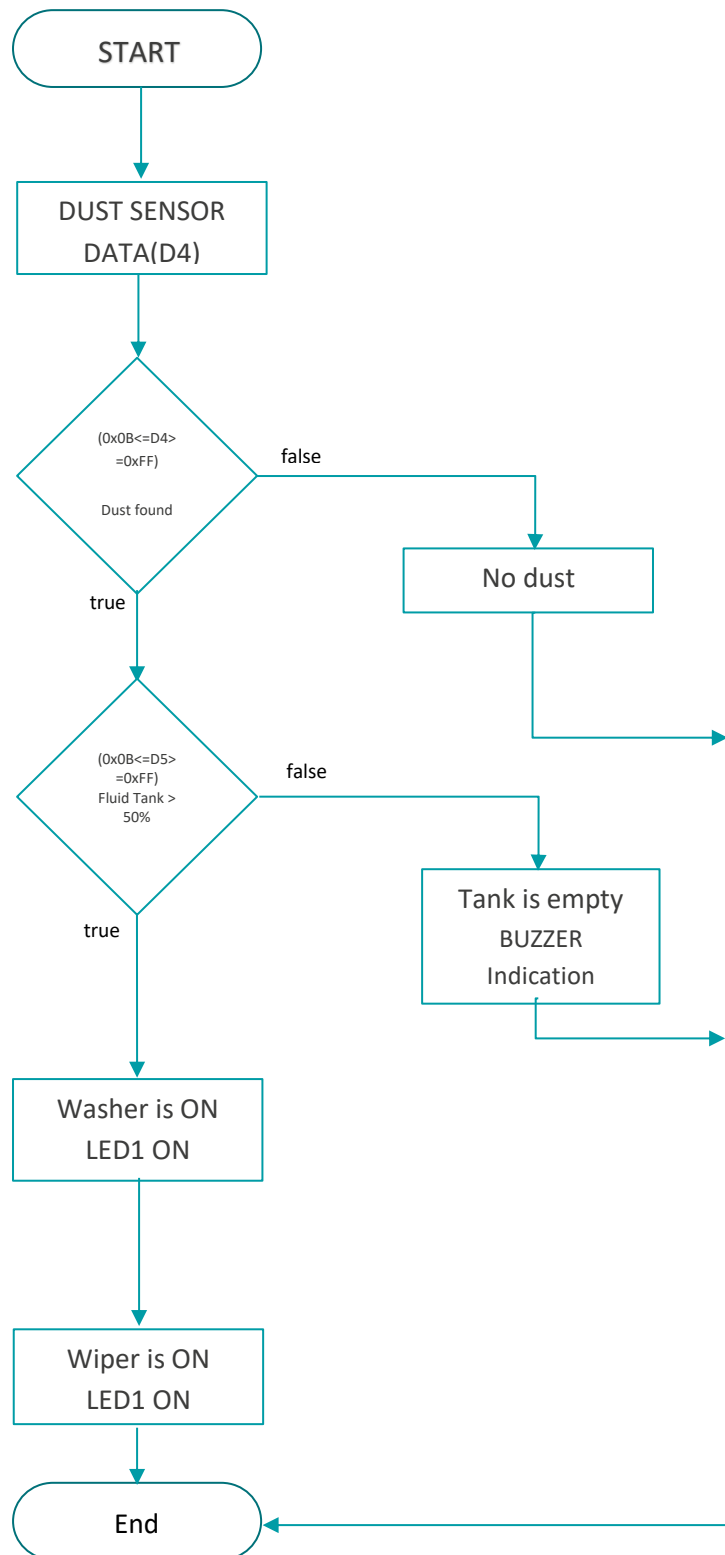 START
DUST SENSOR
DATA(D4)
(0x0B<=D4>
=0xFF)
Dust found
false
No dust
true
(0x0B<=D5>
=0xFF)
Fluid Tank >
50%
false
Tank is empty
BUZZER
Indication
true
Washer is ON
LED1 ON
Wiper is ON
LED1 ON
End